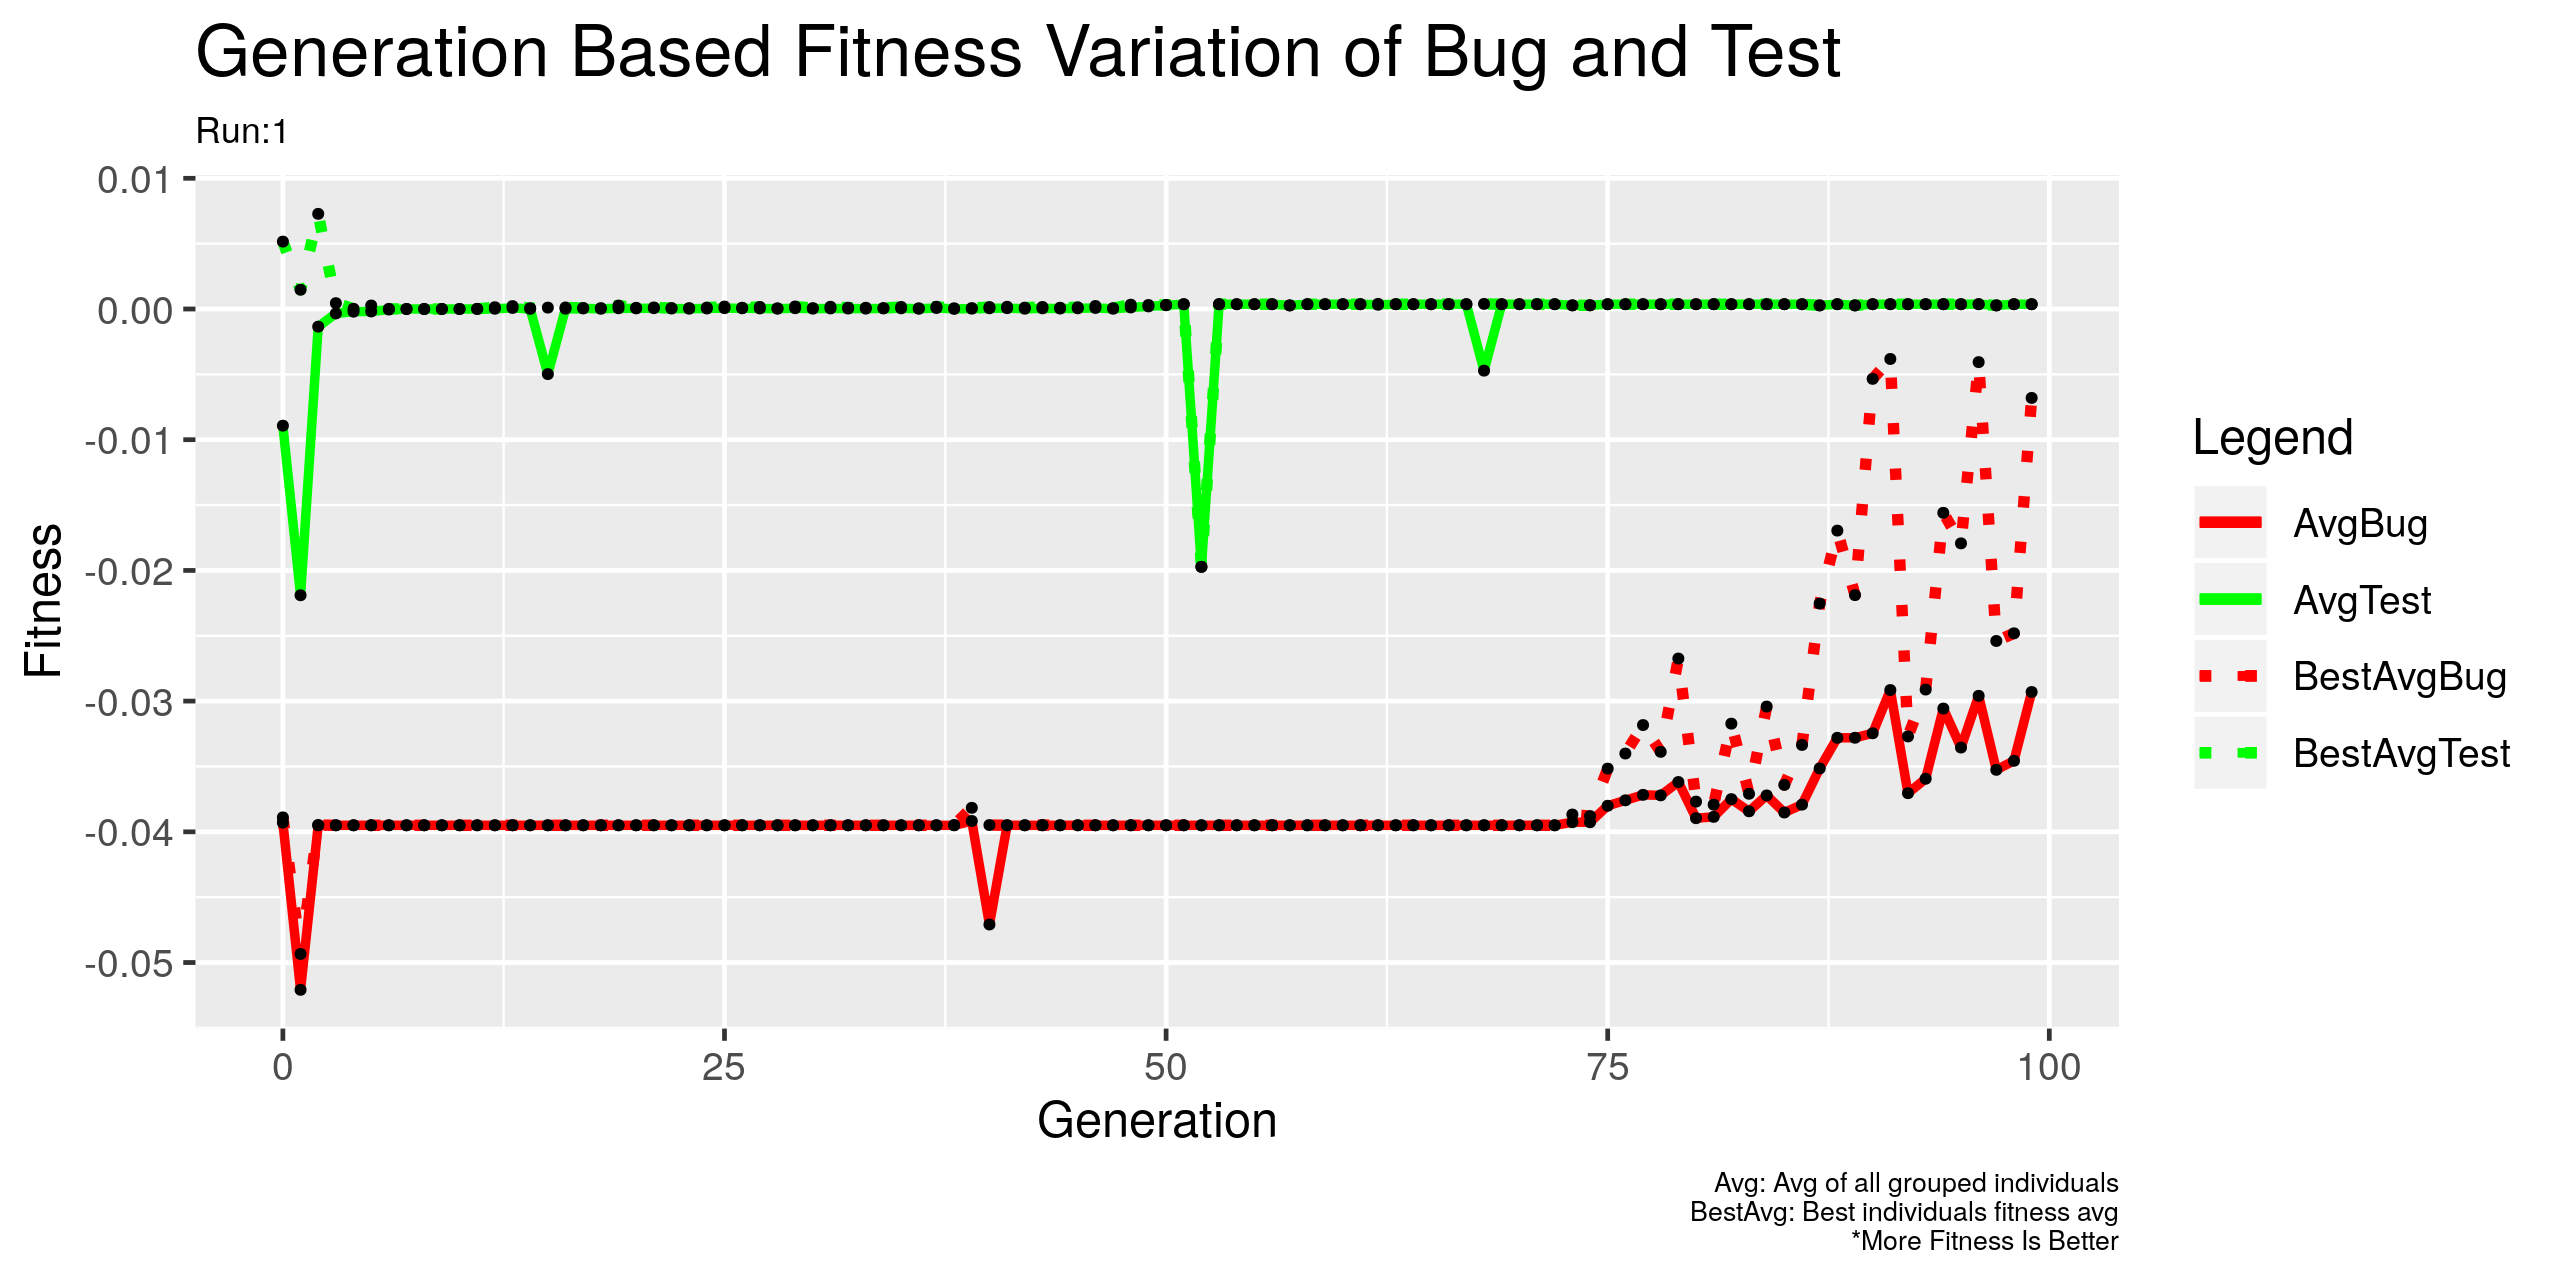 Generation Based Fitness Variation of Bug and Test
Run:1
0.01
0.00
-0.01
-0.02
-0.03
-0.04
-0.05
Fitness
0
25
50
75
100
Generation
Legend
AvgBug
AvgTest
BestAvgBug
BestAvgTest
Avg: Avg of all grouped individuals
BestAvg: Best individuals fitness avg
*More Fitness Is Better